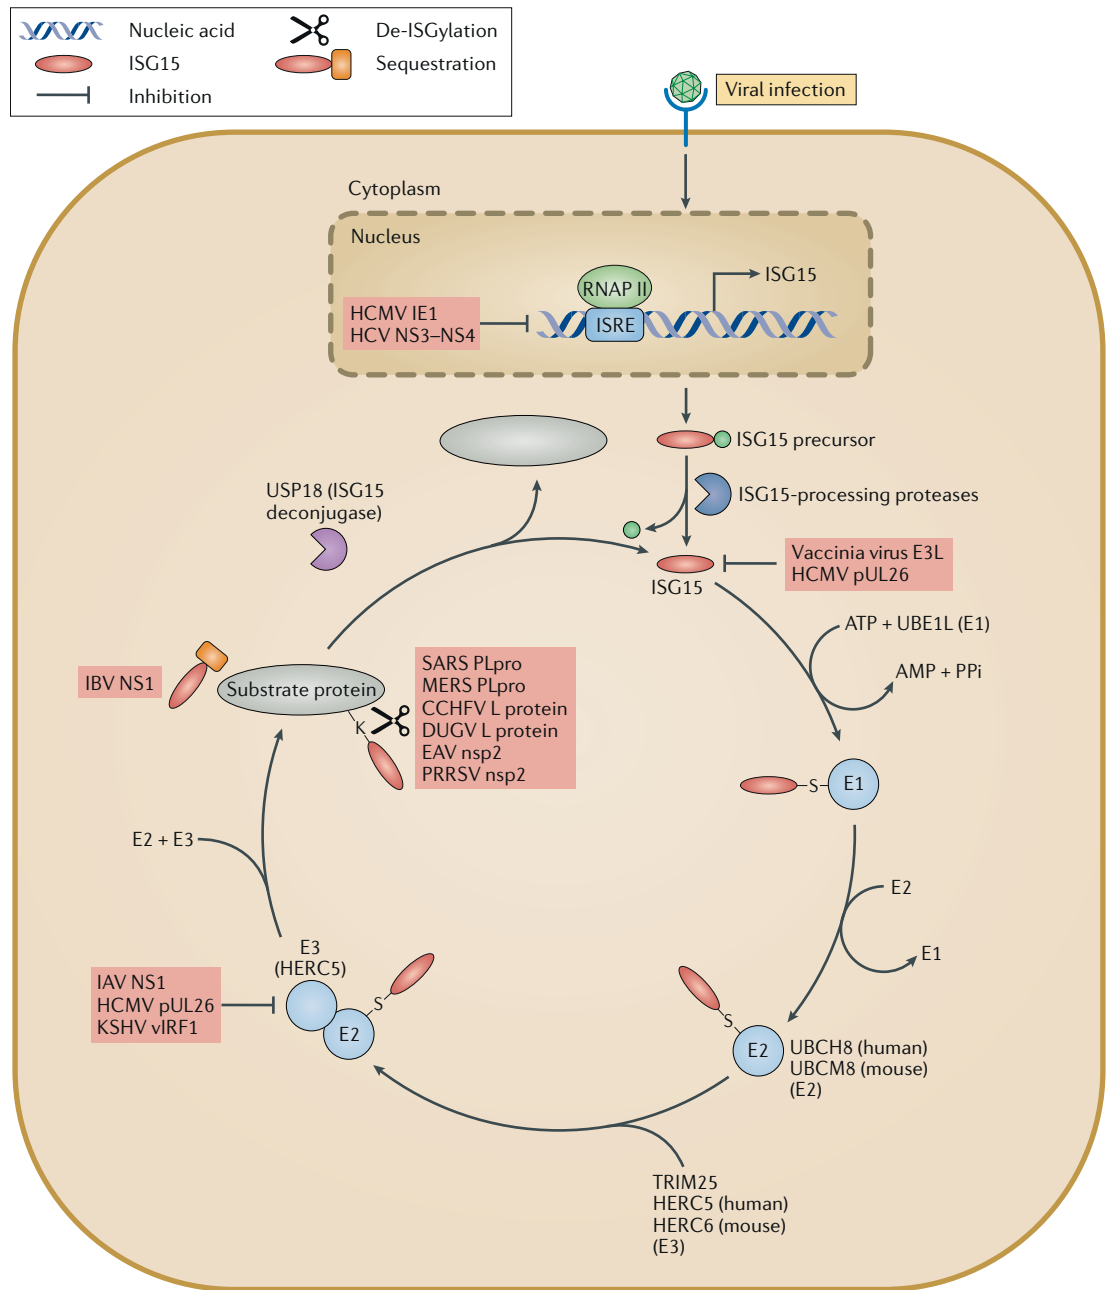 Nucleic acid
ISG15
Inhibition
De-ISGylation
Sequestration
Viral infection
Cytoplasm
Nucleus
RNAP II
ISRE
ISG15
HCMV IE1
HCV NS3–NS4
ISG15 precursor
ISG15-processing proteases
USP18 (ISG15
deconjugase)
ISG15
Vaccinia virus E3L
HCMV pUL26
ATP + UBE1L (E1)
AMP + PPi
IBV NS1
Substrate protein
K
SARS PLpro
MERS PLpro
CCHFV L protein
DUGV L protein
EAV nsp2
PRRSV nsp2
S
E1
E2 + E3
E2
E1
E3
(HERC5)
S
E2
IAV NS1
HCMV pUL26
KSHV vIRF1
S
E2
UBCH8 (human)
UBCM8 (mouse)
(E2)
TRIM25
HERC5 (human)
HERC6 (mouse)
(E3)